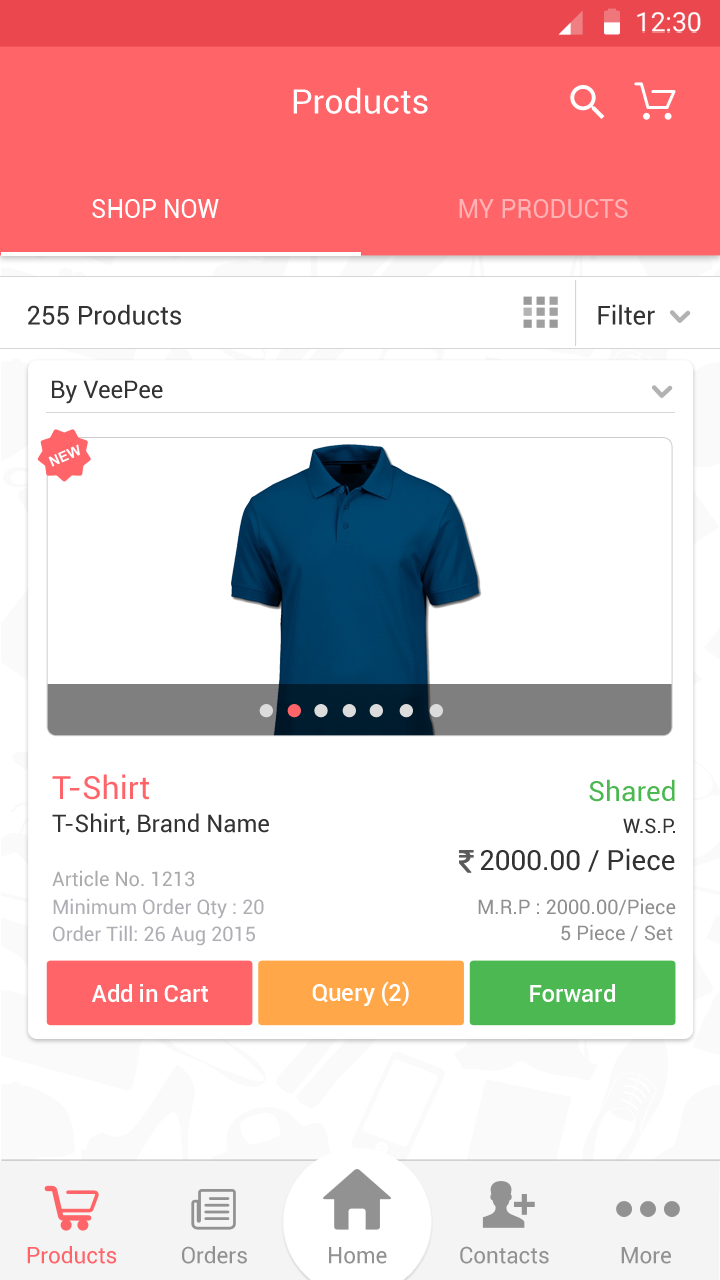 12:30
Products
SHOP NOW
MY PRODUCTS
255 Products
Filter
By VeePee
NEW
T-Shirt
Shared
T-Shirt, Brand Name
W.S.P.
₹ 2000.00 / Piece
Article No. 1213
Minimum Order Qty : 20
M.R.P : 2000.00/Piece
Order Till: 26 Aug 2015
5 Piece / Set
Add in Cart
Query (2)
Forward
Products
Orders
Home
Contacts
More